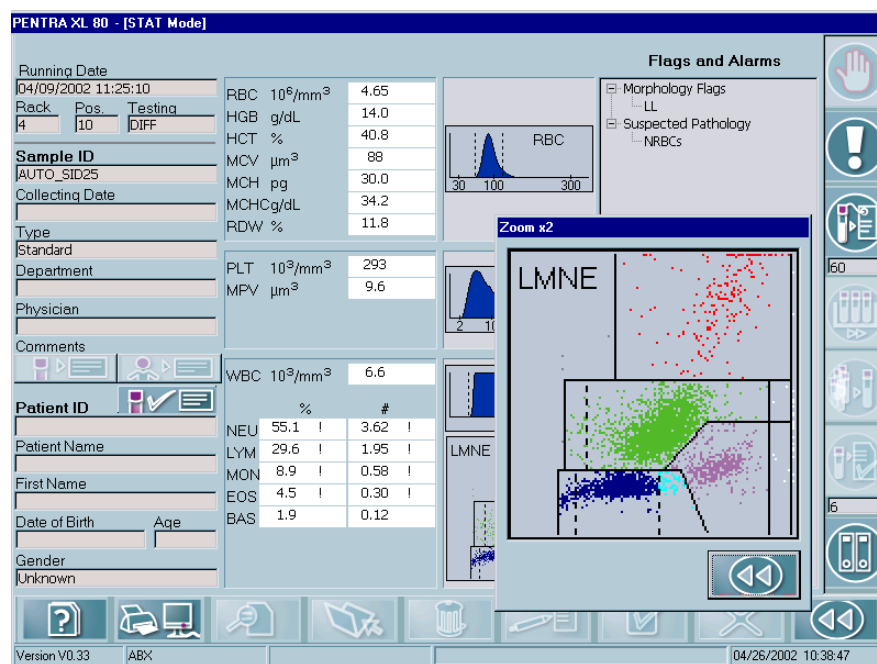 PENTRA XL 80 - [STAT Mode]
Running Date
04/09/2002 11:25:10
Rack Pos. Testing
4 10 DIFF
Sample ID
AUTO_SID25
Collecting Date
Type
Standard
Department
Physician
Comments
Patient ID
Patient Name
First Name
Date of Birth Age
Gender
Unknown
RBC 10⁶/mm³ 4.65
HGB g/dL 14.0
HCT % 40.8
MCV µm³ 88
MCH pg 30.0
MCHC g/dL 34.2
RDW % 11.8
PLT 10³/mm³ 293
MPV µm³ 9.6
WBC 10³/mm³ 6.6
% #
NEU 55.1 ! 3.62 !
LYM 29.6 ! 1.95 !
MON 8.9 ! 0.58 !
EOS 4.5 ! 0.30 !
BAS 1.9 0.12
RBC
30 100 300
2 10
LMNE
Flags and Alarms
Morphology Flags
LL
Suspected Pathology
NRBCs
Zoom x2
LMNE
60
6
Version V0.33 ABX 04/26/2002 10:38:47